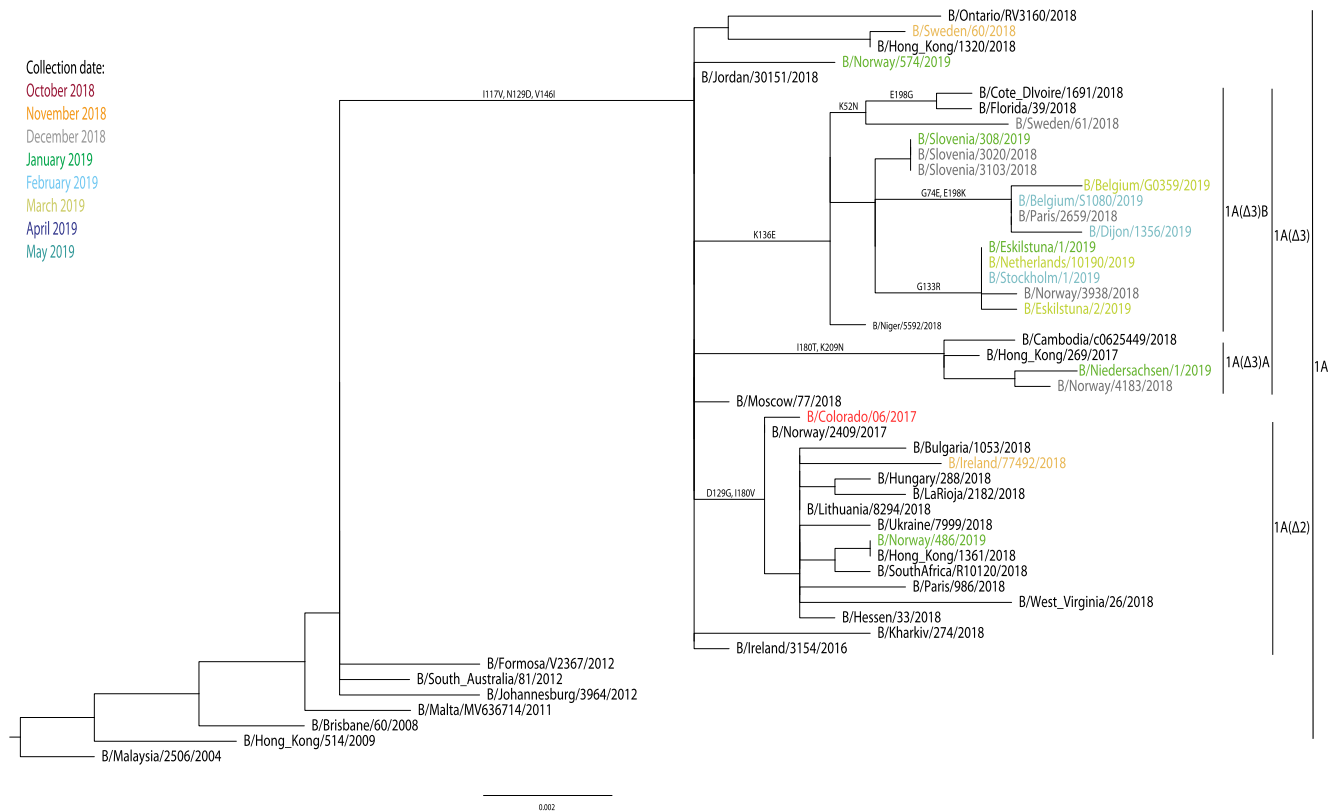 B/Ontario/RV3160/2018
B/Sweden/60/2018
B/Hong_Kong/1320/2018
B/Norway/574/2019
B/Jordan/30151/2018
Collection date:
October 2018
November 2018
December 2018
January 2019
February 2019
March 2019
April 2019
May 2019
I117V, N129D, V146I
E198G
K52N
B/Cote_DIvoire/1691/2018
B/Florida/39/2018
B/Sweden/61/2018
B/Slovenia/308/2019
B/Slovenia/3020/2018
B/Slovenia/3103/2018
G74E, E198K
B/Belgium/G0359/2019
B/Belgium/S1080/2019
B/Paris/2659/2018
B/Dijon/1356/2019
K136E
B/Eskilstuna/1/2019
B/Netherlands/10190/2019
B/Stockholm/1/2019
G133R
B/Norway/3938/2018
B/Eskilstuna/2/2019
B/Niger/5592/2018
1A(Δ3)B
1A(Δ3)
I180T, K209N
B/Cambodia/c0625449/2018
B/Hong_Kong/269/2017
B/Niedersachsen/1/2019
B/Norway/4183/2018
1A(Δ3)A
1A
B/Moscow/77/2018
B/Colorado/06/2017
B/Norway/2409/2017
B/Bulgaria/1053/2018
B/Ireland/77492/2018
B/Hungary/288/2018
B/LaRioja/2182/2018
D129G, I180V
B/Lithuania/8294/2018
B/Ukraine/7999/2018
B/Norway/486/2019
B/Hong_Kong/1361/2018
B/SouthAfrica/R10120/2018
B/Paris/986/2018
B/West_Virginia/26/2018
B/Hessen/33/2018
1A(Δ2)
B/Kharkiv/274/2018
B/Ireland/3154/2016
B/Formosa/V2367/2012
B/South_Australia/81/2012
B/Johannesburg/3964/2012
B/Malta/MV636714/2011
B/Brisbane/60/2008
B/Hong_Kong/514/2009
B/Malaysia/2506/2004
0.002